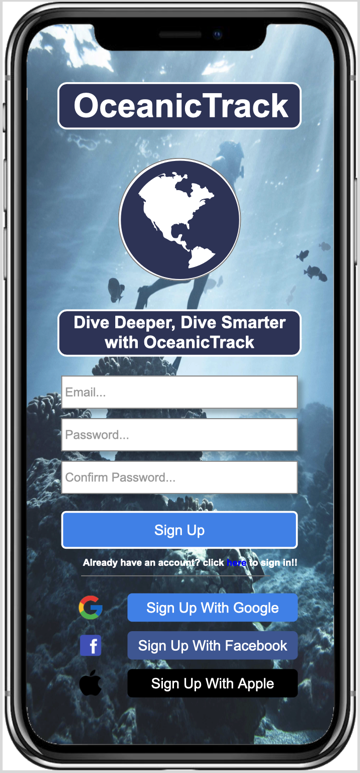 OceanicTrack
Dive Deeper, Dive Smarter
with OceanicTrack
Email...
Password...
Confirm Password...
Sign Up
Already have an account? click here to sign in!!
Sign Up With Google
Sign Up With Facebook
Sign Up With Apple